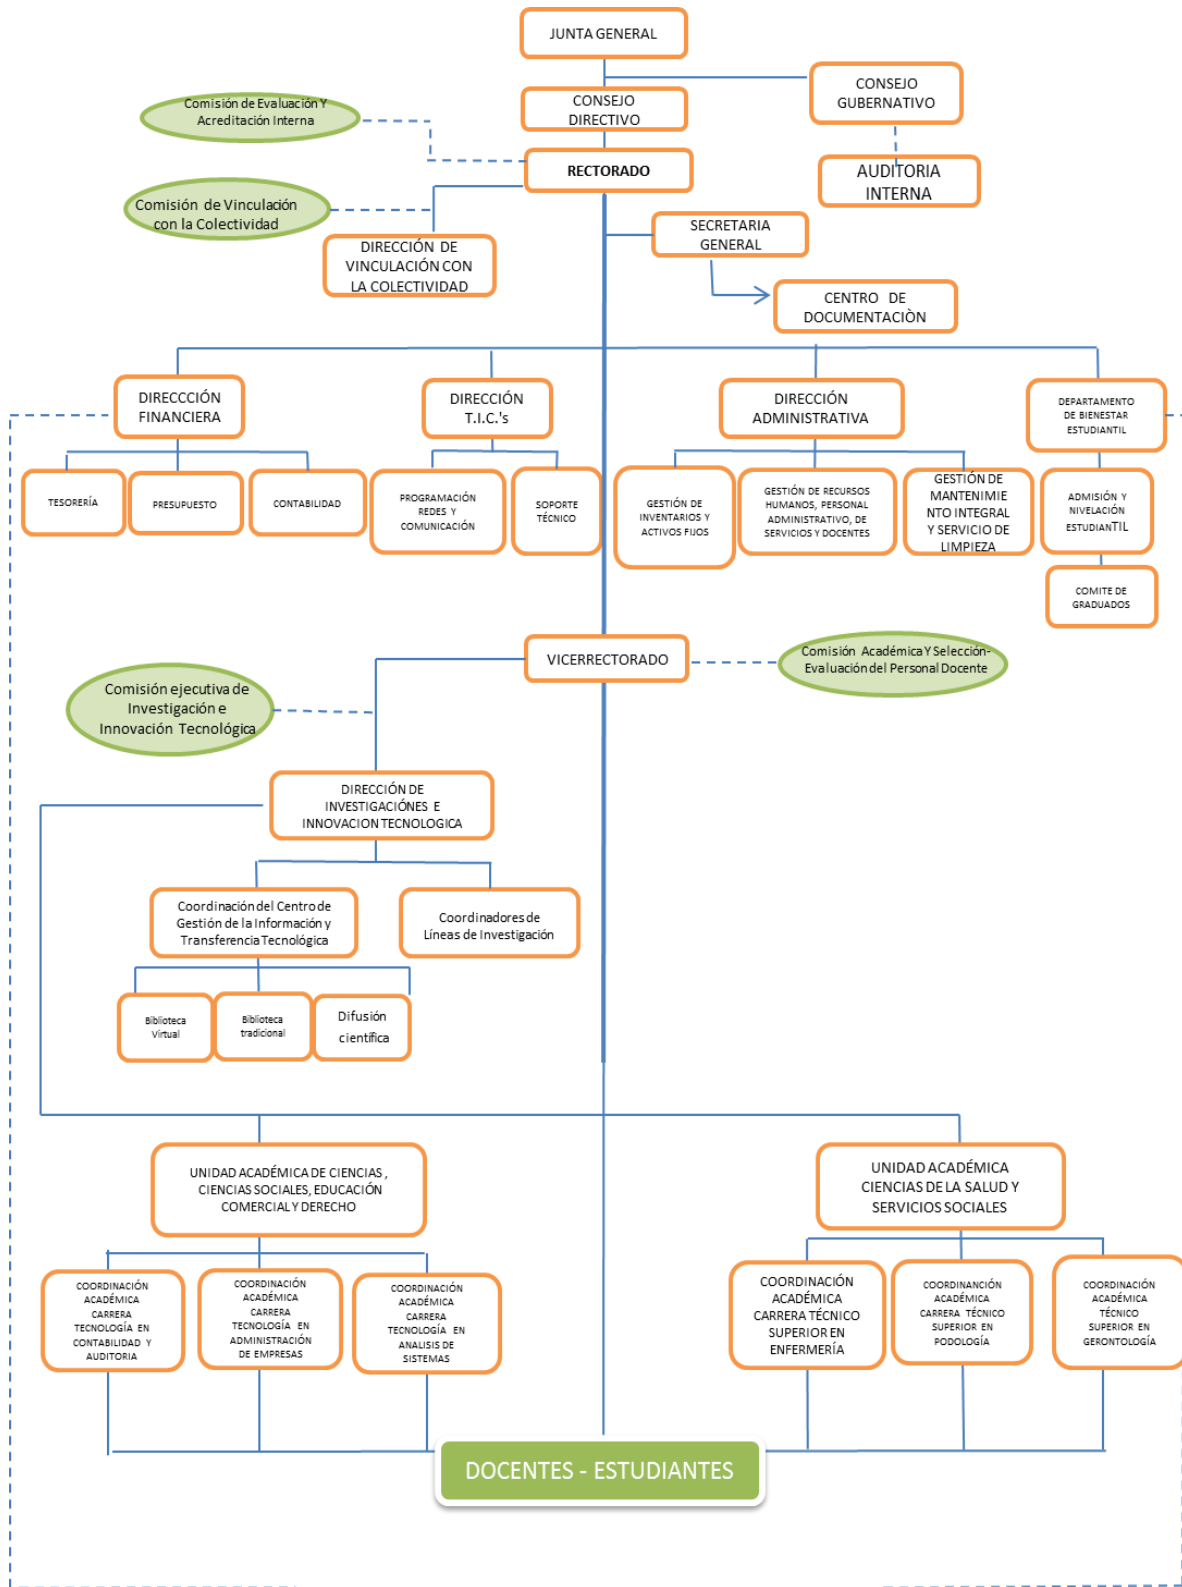 JUNTA GENERAL
CONSEJO
GUBERNATIVO
CONSEJO
DIRECTIVO
Comisión de Evaluación Y
Acreditación Interna
RECTORADO
AUDITORIA
INTERNA
Comisión de Vinculación
con la Colectividad
SECRETARIA
GENERAL
DIRECCIÓN DE
VINCULACIÓN CON
LA COLECTIVIDAD
CENTRO DE
DOCUMENTACIÒN
DIRECCCIÓN
FINANCIERA
DIRECCIÓN
T.I.C.'s
DIRECCIÓN
ADMINISTRATIVA
DEPARTAMENTO
DE BIENESTAR
ESTUDIANTIL
TESORERÍA
PRESUPUESTO
CONTABILIDAD
PROGRAMACIÓN
REDES Y
COMUNICACIÓN
SOPORTE
TÉCNICO
GESTIÓN DE
INVENTARIOS Y
ACTIVOS FIJOS
GESTIÓN DE RECURSOS
HUMANOS, PERSONAL
ADMINISTRATIVO, DE
SERVICIOS Y DOCENTES
GESTIÓN DE
MANTENIMIE
NTO INTEGRAL
Y SERVICIO DE
LIMPIEZA
ADMISIÓN Y
NIVELACIÓN
ESTUDIANTIL
COMITE DE
GRADUADOS
VICERRECTORADO
Comisión Académica Y Selección-
Evaluación del Personal Docente
Comisión ejecutiva de
Investigación e
Innovación Tecnológica
DIRECCIÓN DE
INVESTIGACIÓNES E
INNOVACION TECNOLOGICA
Coordinación del Centro de
Gestión de la Información y
Transferencia Tecnológica
Coordinadores de
Líneas de Investigación
Biblioteca
Virtual
Biblioteca
tradicional
Difusión
científica
UNIDAD ACADÉMICA DE CIENCIAS ,
CIENCIAS SOCIALES, EDUCACIÓN
COMERCIAL Y DERECHO
UNIDAD ACADÉMICA
CIENCIAS DE LA SALUD Y
SERVICIOS SOCIALES
COORDINACIÓN
ACADÉMICA
CARRERA
TECNOLOGÍA EN
CONTABILIDAD Y
AUDITORIA
COORDINACIÓN
ACADÉMICA
CARRERA
TECNOLOGÍA EN
ADMINISTRACIÓN
DE EMPRESAS
COORDINACIÓN
ACADÉMICA
CARRERA
TECNOLOGÍA EN
ANALISIS DE
SISTEMAS
COORDINACIÓN
ACADÉMICA
CARRERA TÉCNICO
SUPERIOR EN
ENFERMERÍA
COORDINANCIÓN
ACADÉMICA
CARRERA TÉCNICO
SUPERIOR EN
PODOLOGÍA
COORDINACIÓN
ACADÉMICA
TÉCNICO
SUPERIOR EN
GERONTOLOGÍA
DOCENTES - ESTUDIANTES